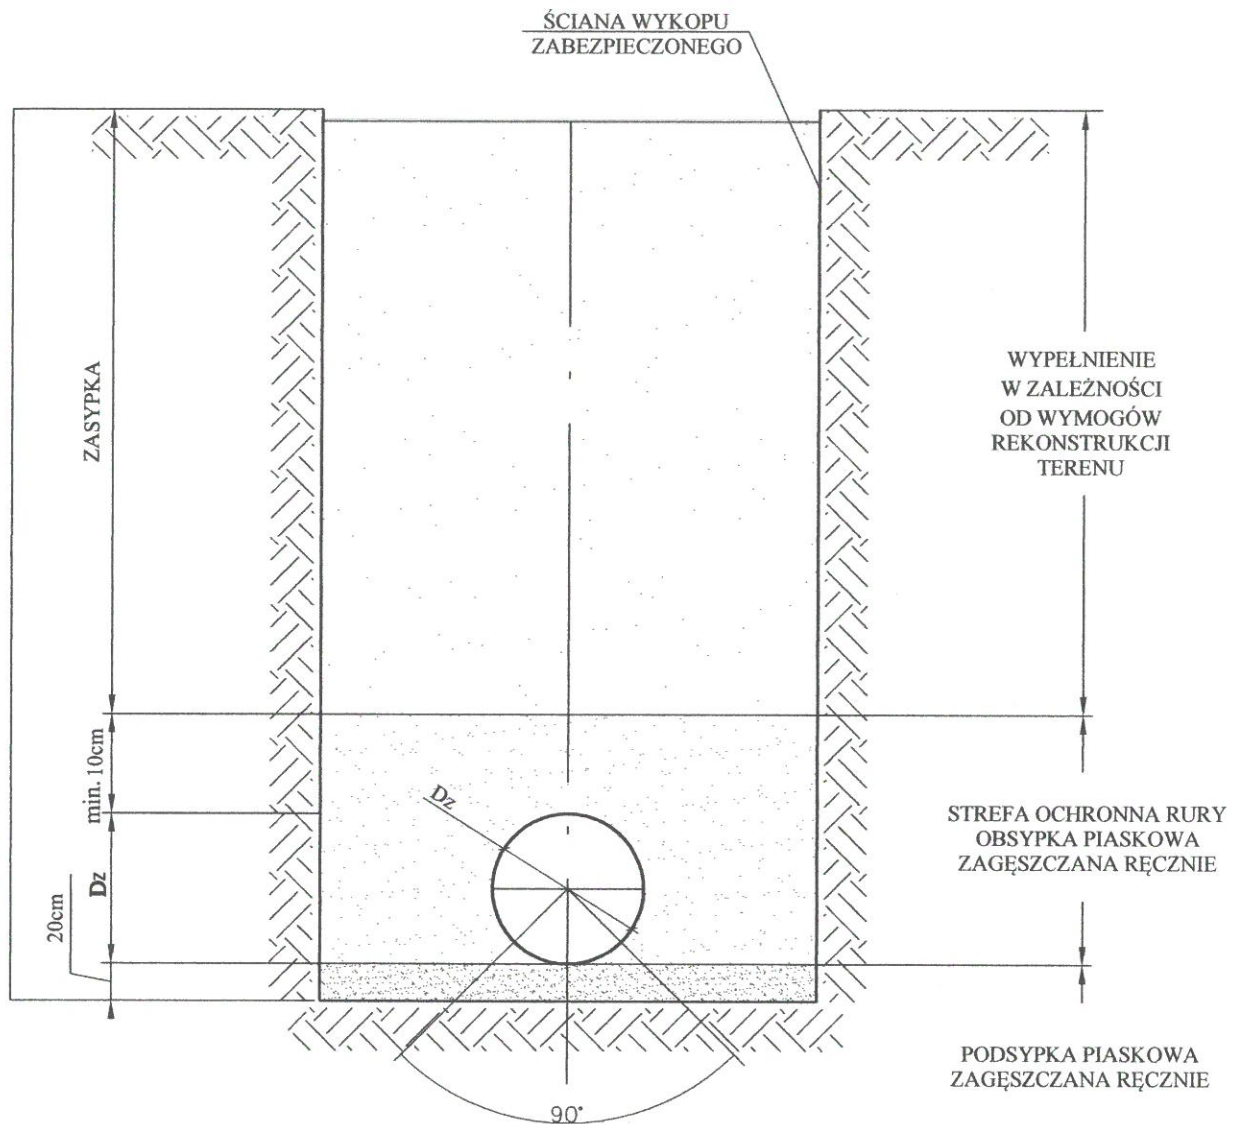 ŚCIANA WYKOPU
ZABEZPIECZONEGO
ZASYPKA
WYPEŁNIENIE
W ZALEŻNOŚCI
OD WYMOGÓW
REKONSTRUKCJI
TERENU
min. 10cm
Dz
Dz
20cm
STREFA OCHRONNA RURY
OBSYPKA PIASKOWA
ZAGĘSZCZANA RĘCZNIE
PODSYPKA PIASKOWA
ZAGĘSZCZANA RĘCZNIE
90°